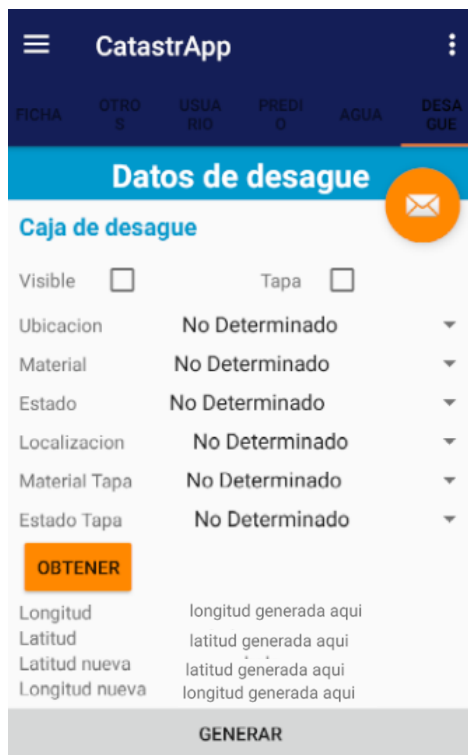 CatastrApp
FICHA OTRO USUA PREDI AGUA DESA
S RIO O GUE
Datos de desague
Caja de desague
Visible Tapa
Ubicacion No Determinado
Material No Determinado
Estado No Determinado
Localizacion No Determinado
Material Tapa No Determinado
Estado Tapa No Determinado
OBTENER
Longitud longitud generada aqui
Latitud latitud generada aqui
Latitud nueva latitud generada aqui
Longitud nueva longitud generada aqui
GENERAR